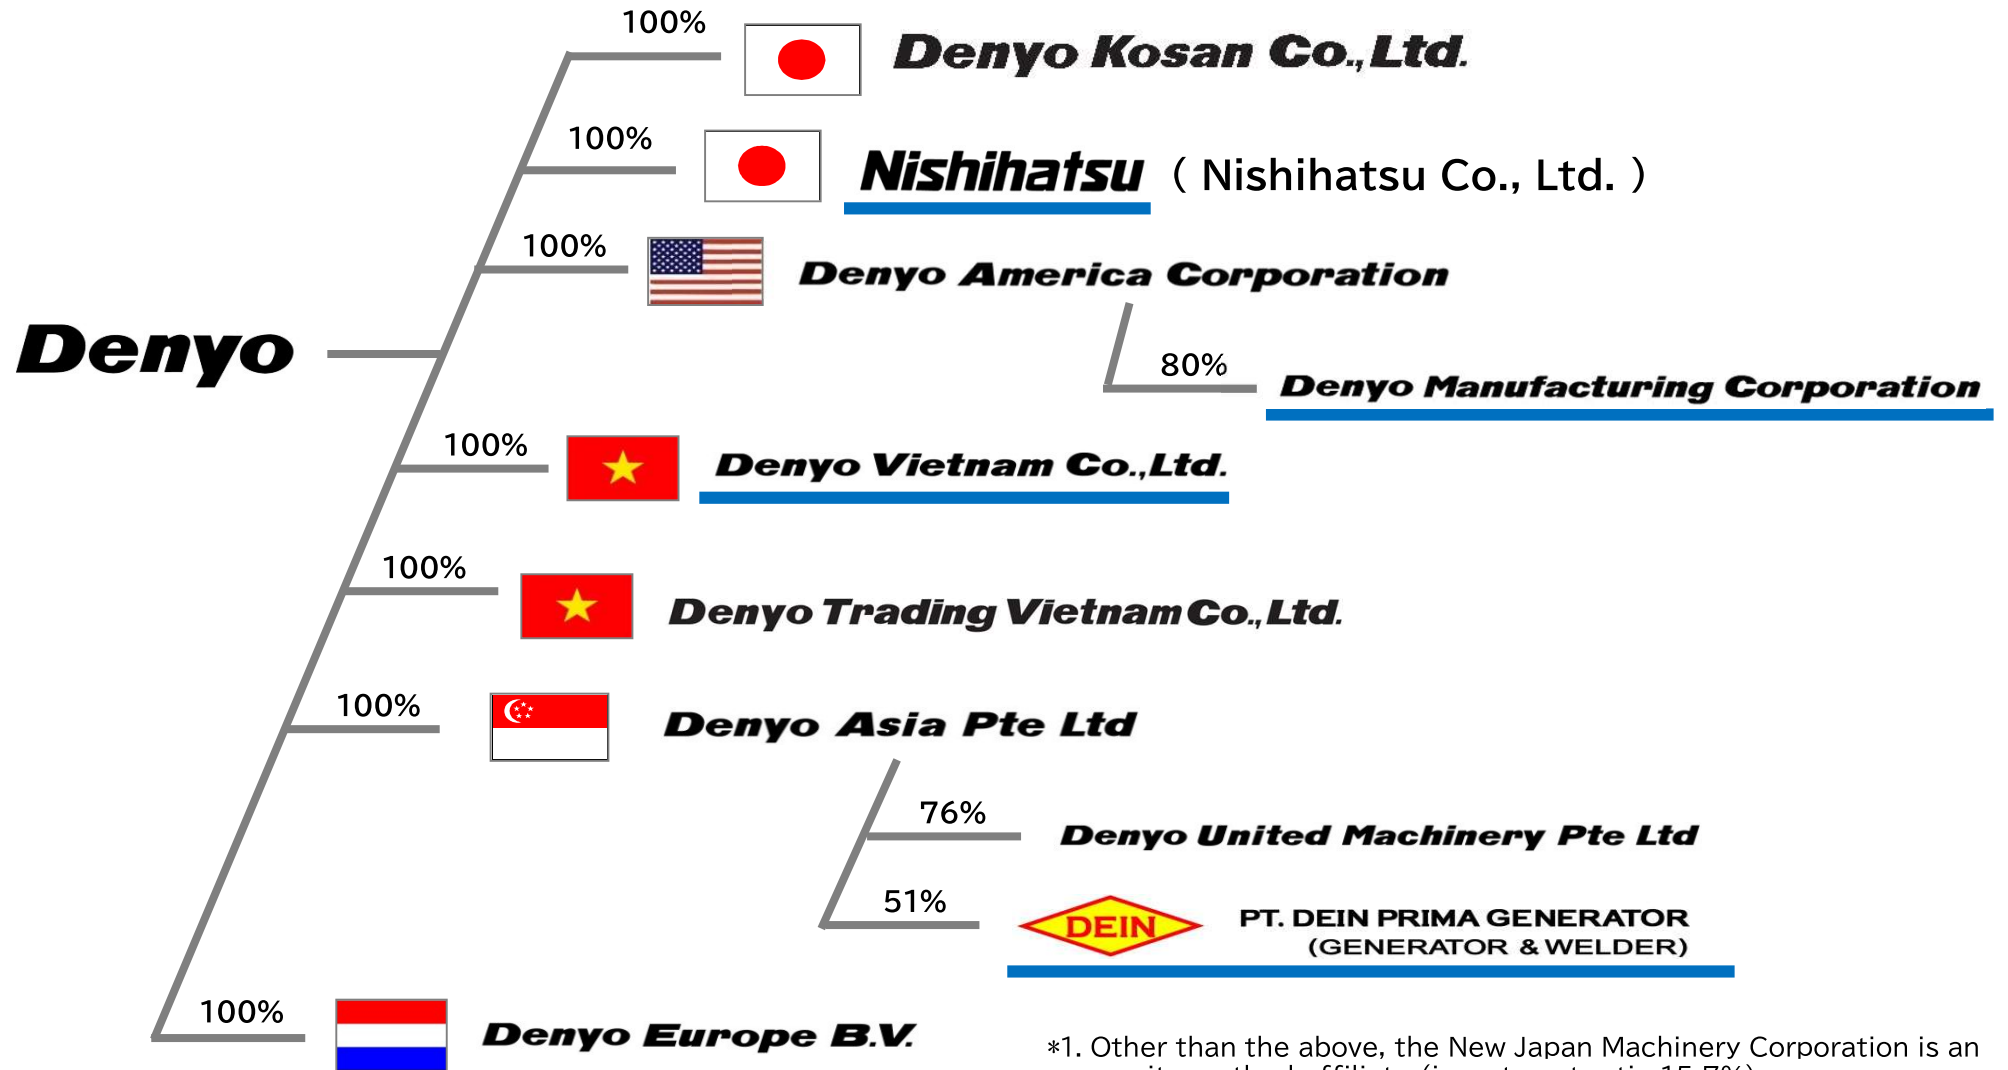 100%
Denyo Kosan Co.,Ltd.
100%
Nishihatsu ( Nishihatsu Co., Ltd. )
100%
Denyo America Corporation
Denyo
80%
Denyo Manufacturing Corporation
100%
Denyo Vietnam Co.,Ltd.
100%
Denyo Trading Vietnam Co.,Ltd.
100%
Denyo Asia Pte Ltd
76%
Denyo United Machinery Pte Ltd
51%
DEIN PT. DEIN PRIMA GENERATOR
(GENERATOR & WELDER)
100%
Denyo Europe B.V.
*1. Other than the above, the New Japan Machinery Corporation is an